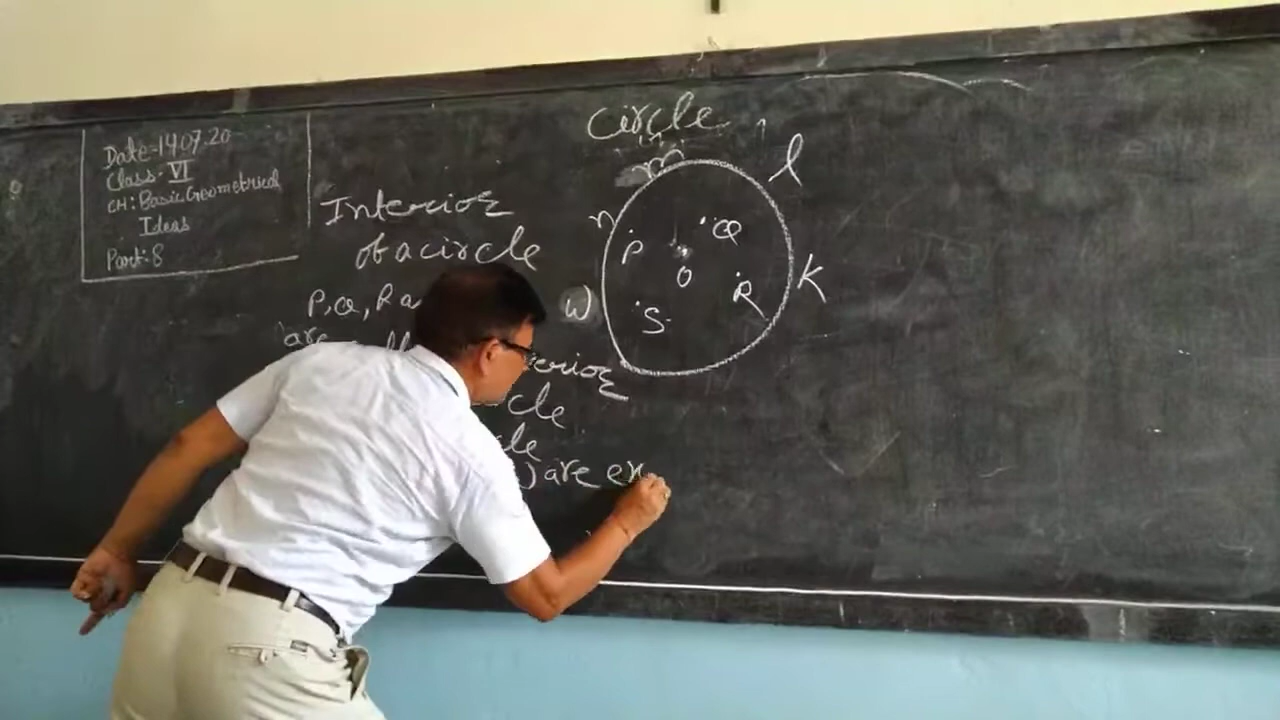 Date=14.07.20
Class-VI
CH: Basic Geometrical
Ideas
Part:8
Circle
Interior
of a circle
P, Q, R a
are
erior
cle
cle
) are ex
m
l
n
P
Q
O
K
W
S
R